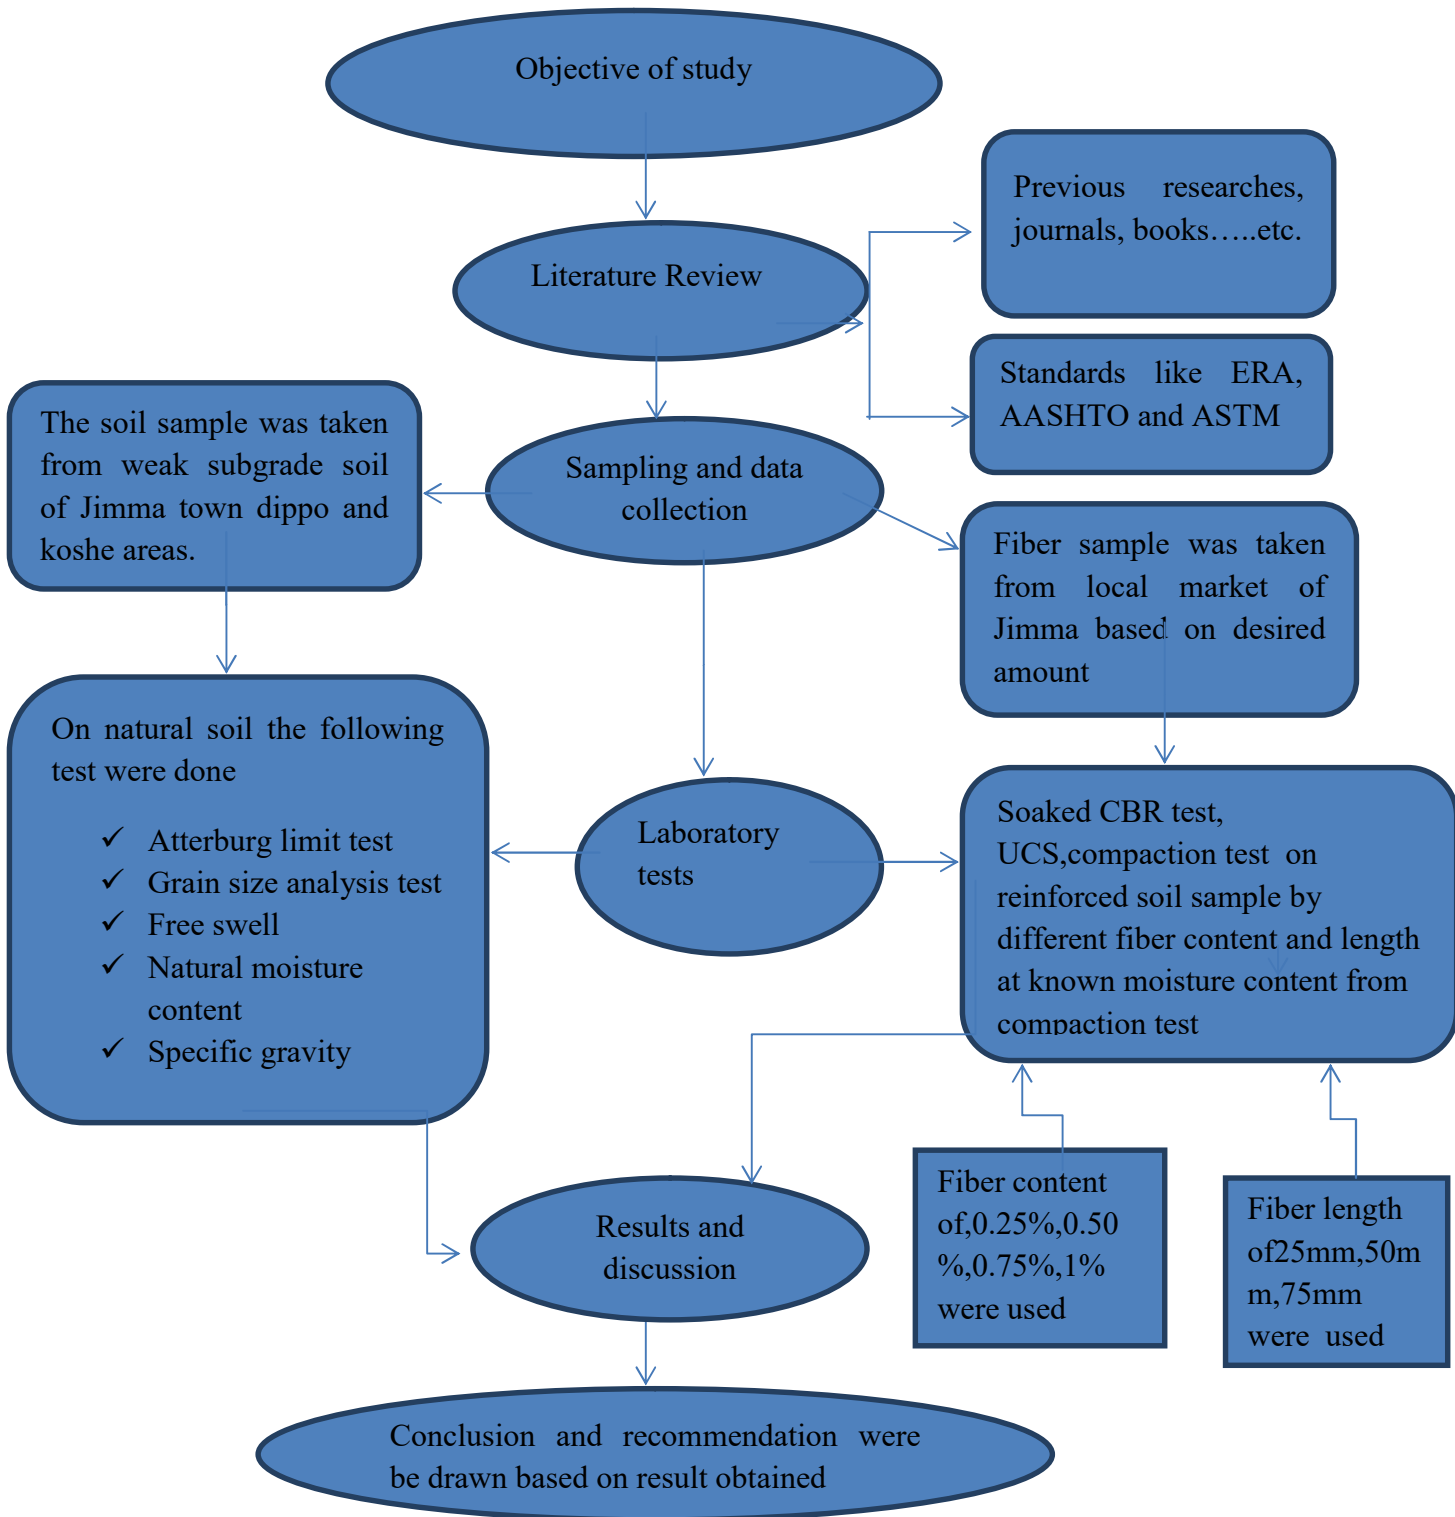 Objective of study
Previous researches,
journals, books…..etc.
Literature Review
Standards like ERA,
AASHTO and ASTM
The soil sample was taken
from weak subgrade soil
of Jimma town dippo and
koshe areas.
Sampling and data
collection
Fiber sample was taken
from local market of
Jimma based on desired
amount
On natural soil the following
test were done
✓ Atterburg limit test
✓ Grain size analysis test
✓ Free swell
✓ Natural moisture
content
✓ Specific gravity
Laboratory
tests
Soaked CBR test,
UCS,compaction test on
reinforced soil sample by
different fiber content and length
at known moisture content from
compaction test
Fiber content
of,0.25%,0.50
%,0.75%,1%
were used
Fiber length
of25mm,50m
m,75mm
were used
Results and
discussion
Conclusion and recommendation were
be drawn based on result obtained